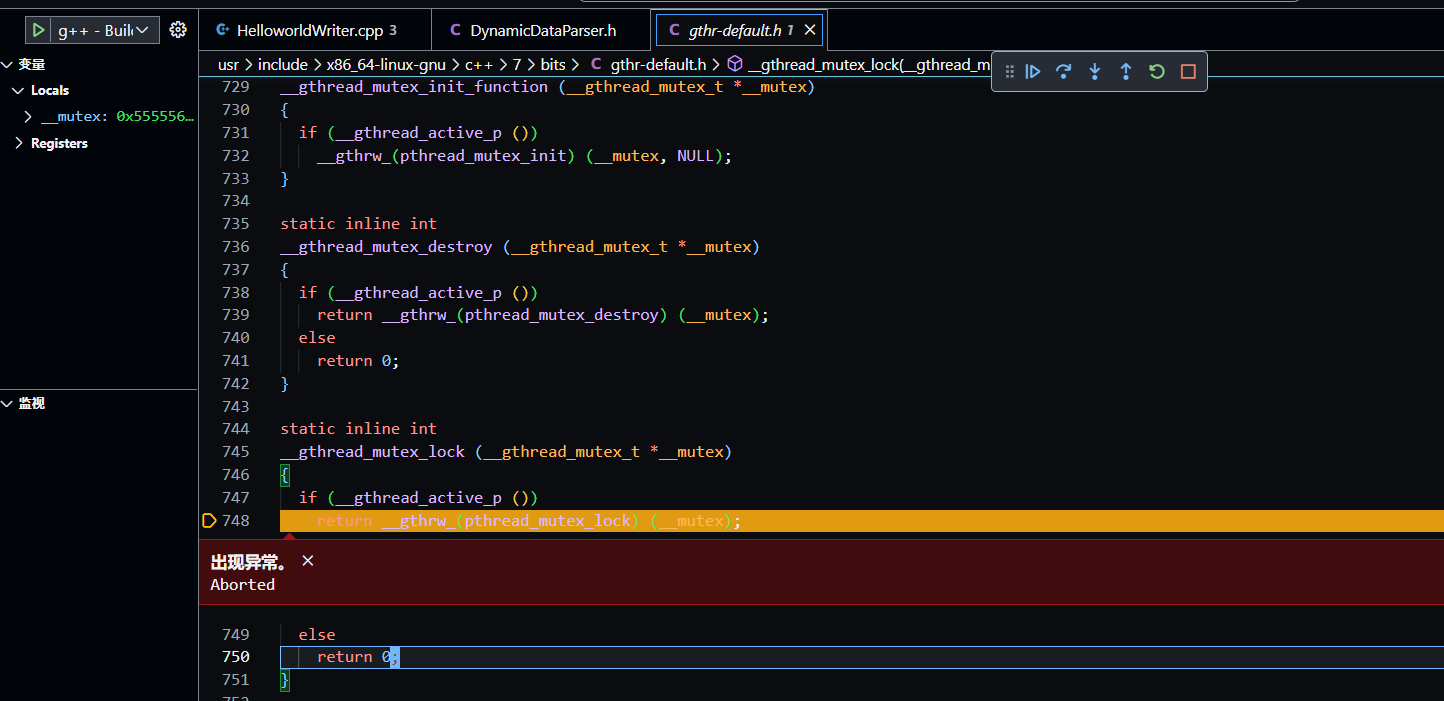 g++ - Buil
HelloworldWriter.cpp 3
DynamicDataParser.h
gthr-default.h 1
变量
usr > include > x86_64-linux-gnu > c++ > 7 > bits > C gthr-default.h > __gthread_mutex_lock(__gthread_m
Locals
__mutex: 0x555556…
Registers
监视
729 __gthread_mutex_init_function (__gthread_mutex_t *__mutex)
730 {
731 if (__gthread_active_p ())
732 __gthrw_(pthread_mutex_init) (__mutex, NULL);
733 }
734
735 static inline int
736 __gthread_mutex_destroy (__gthread_mutex_t *__mutex)
737 {
738 if (__gthread_active_p ())
739 return __gthrw_(pthread_mutex_destroy) (__mutex);
740 else
741 return 0;
742 }
743
744 static inline int
745 __gthread_mutex_lock (__gthread_mutex_t *__mutex)
746 {
747 if (__gthread_active_p ())
748 return __gthrw_(pthread_mutex_lock) (__mutex);
出现异常。
Aborted
749 else
750 return 0;
751 }